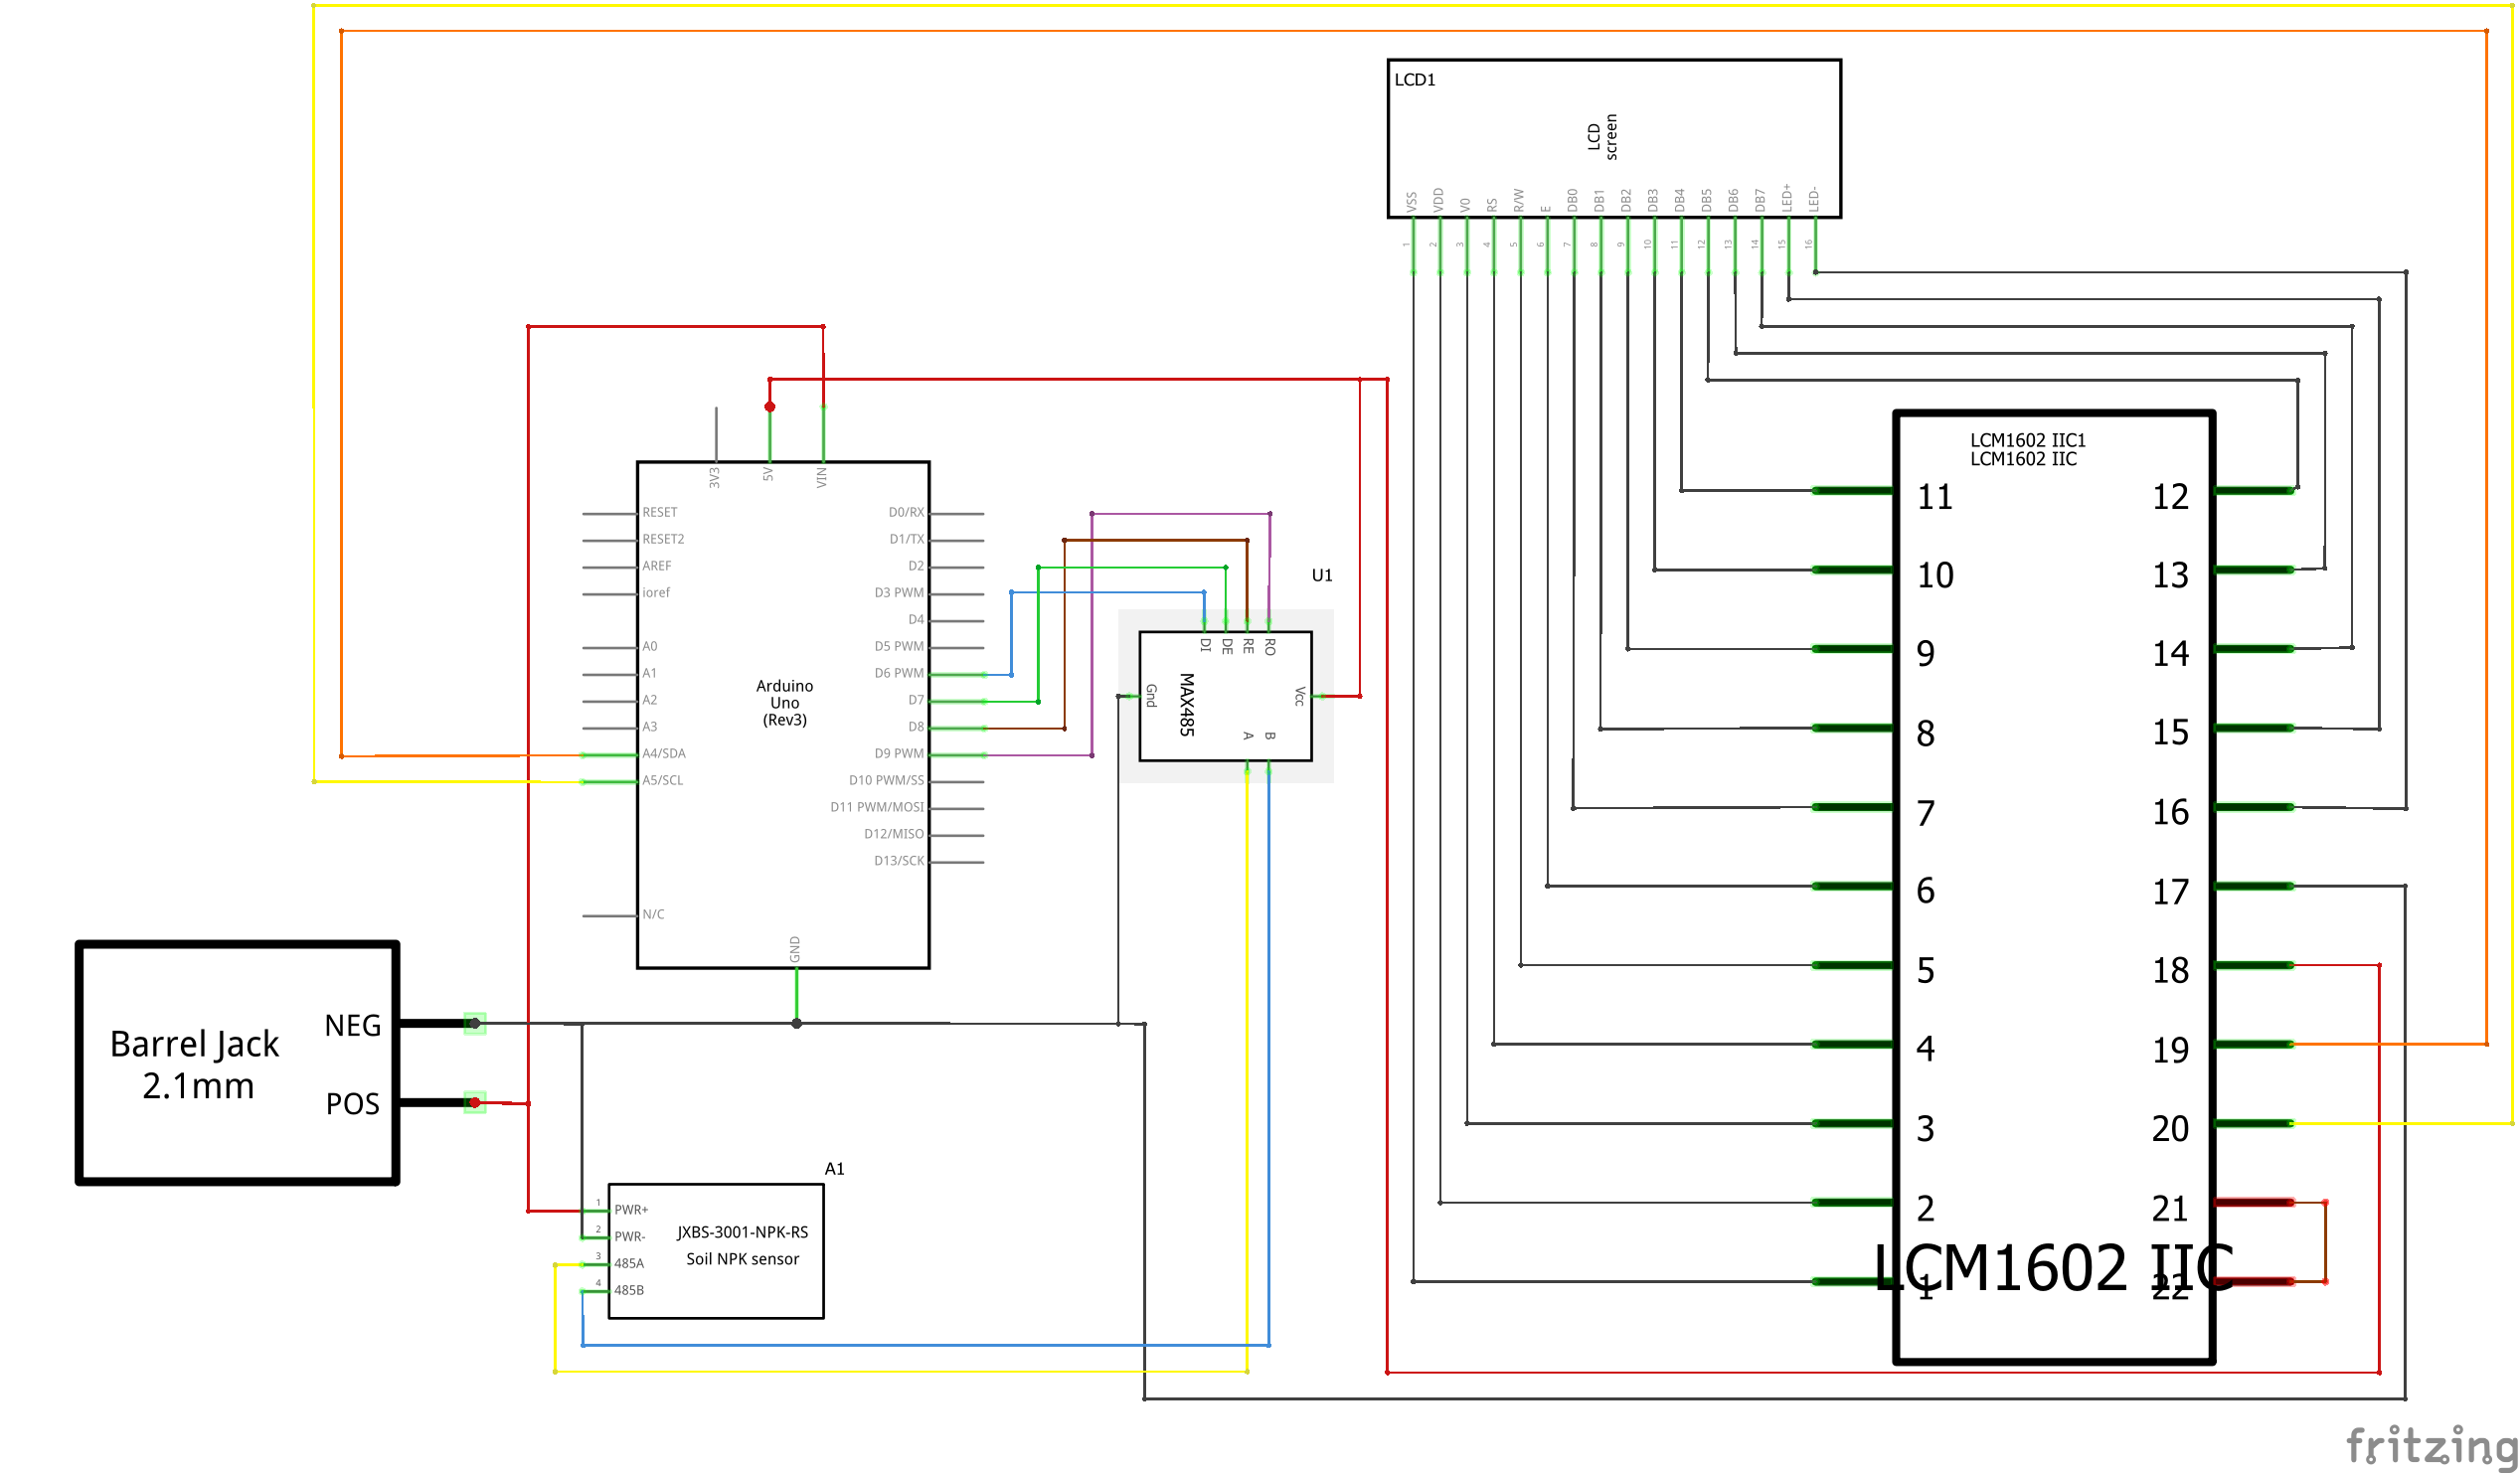 LCD1
LCD
screen
VSS
VDD
V0
RS
R/W
E
DB0
DB1
DB2
DB3
DB4
DB5
DB6
DB7
LED+
LED-
1
2
3
4
5
6
7
8
9
10
11
12
13
14
15
16
3V3
5V
VIN
RESET
RESET2
AREF
ioref
A0
A1
A2
A3
A4/SDA
A5/SCL
N/C
Arduino
Uno
(Rev3)
D0/RX
D1/TX
D2
D3 PWM
D4
D5 PWM
D6 PWM
D7
D8
D9 PWM
D10 PWM/SS
D11 PWM/MOSI
D12/MISO
D13/SCK
GND
U1
DI
DE
RE
RO
Gnd
MAX485
Vcc
A
B
LCM1602 IIC1
LCM1602 IIC
11
10
9
8
7
6
5
4
3
2
1
12
13
14
15
16
17
18
19
20
21
22
LCM1602 IIC
Barrel Jack
2.1mm
NEG
POS
A1
1
2
3
4
PWR+
PWR-
485A
485B
JXBS-3001-NPK-RS
Soil NPK sensor
fritzing